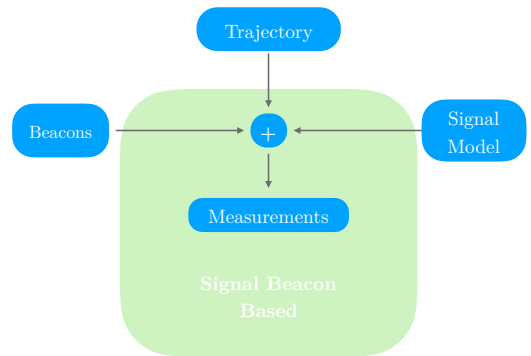 Trajectory
Beacons
+
Signal
Model
Measurements
Signal Beacon
Based